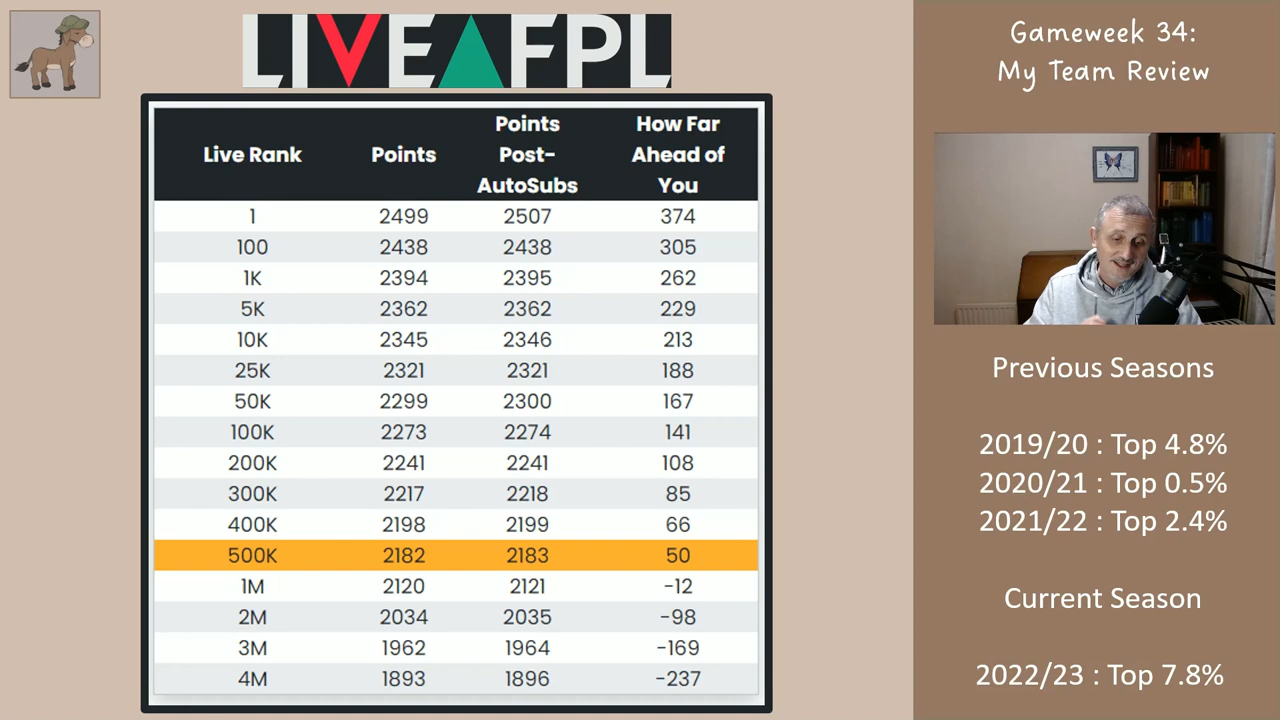 LIVEFPL
Live Rank Points Points Post-AutoSubs How Far Ahead of You
1 2499 2507 374
100 2438 2438 305
1K 2394 2395 262
5K 2362 2362 229
10K 2345 2346 213
25K 2321 2321 188
50K 2299 2300 167
100K 2273 2274 141
200K 2241 2241 108
300K 2217 2218 85
400K 2198 2199 66
500K 2182 2183 50
1M 2120 2121 -12
2M 2034 2035 -98
3M 1962 1964 -169
4M 1893 1896 -237
Gameweek 34:
My Team Review
Previous Seasons
2019/20 : Top 4.8%
2020/21 : Top 0.5%
2021/22 : Top 2.4%
Current Season
2022/23 : Top 7.8%